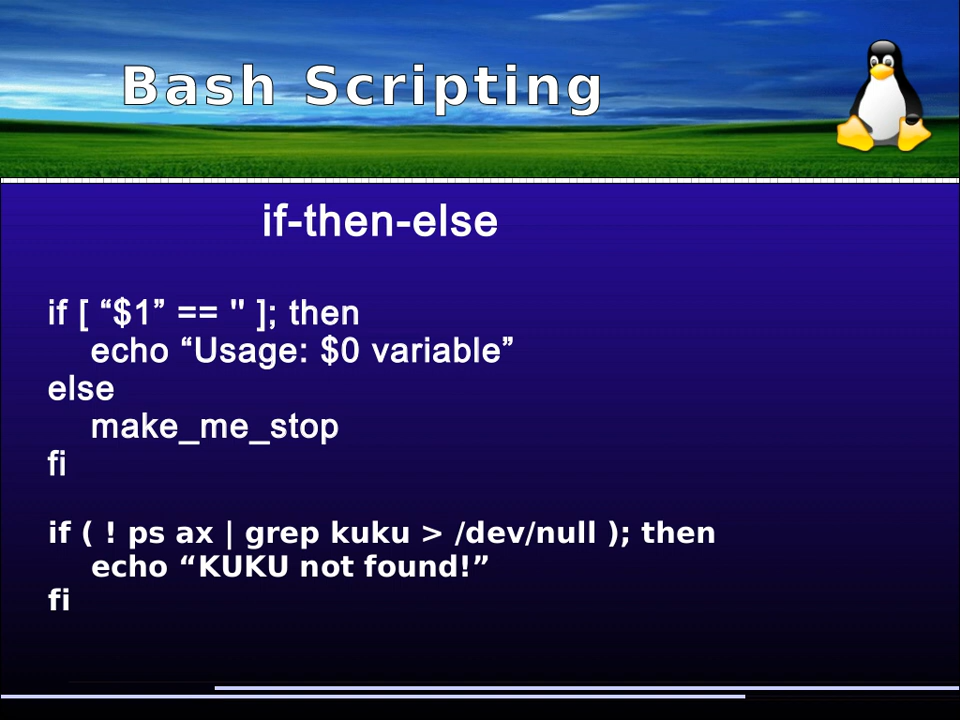 Bash Scripting
if-then-else
if [ “$1” == '' ]; then
echo “Usage: $0 variable”
else
make_me_stop
fi
if ( ! ps ax | grep kuku > /dev/null ); then
echo “KUKU not found!”
fi